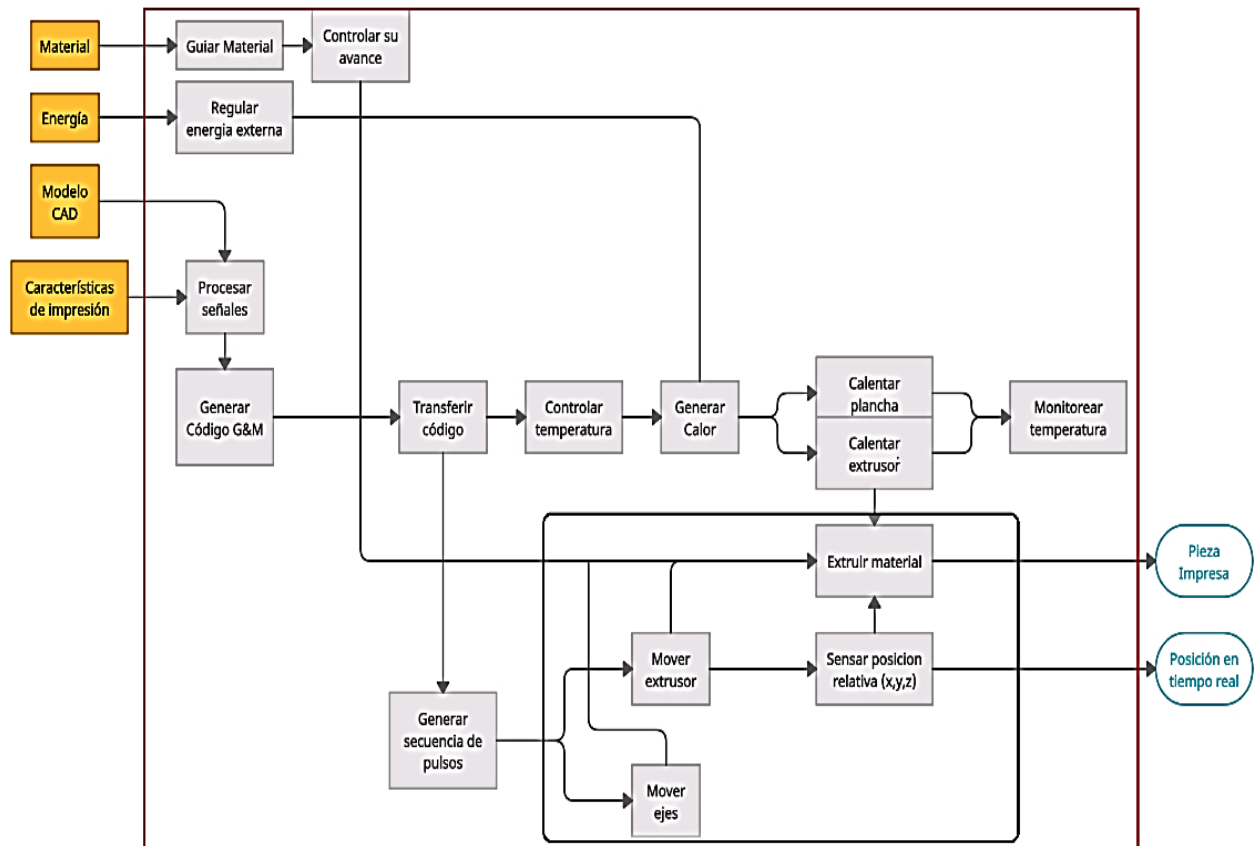 Material
Guiar Material
Controlar su
avance
Energía
Regular
energia externa
Modelo
CAD
Características
de impresión
Procesar
señales
Generar
Código G&M
Transferir
código
Controlar
temperatura
Generar
Calor
Calentar
plancha
Calentar
extrusor
Monitorear
temperatura
Extruir material
Pieza
Impresa
Mover
extrusor
Sensar posicion
relativa (x,y,z)
Posición en
tiempo real
Generar
secuencia de
pulsos
Mover
ejes